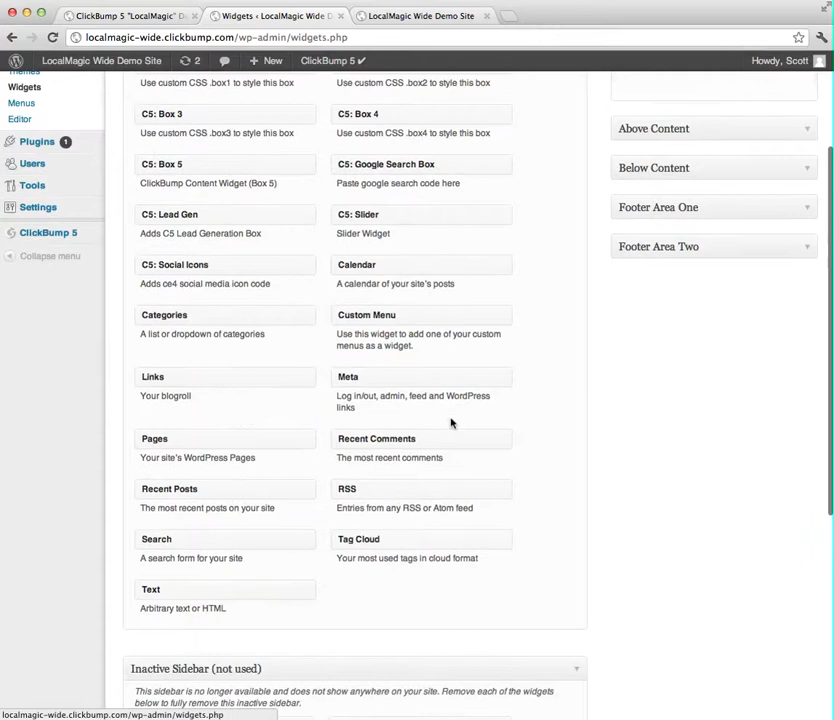 ClickBump 5 "LocalMagic" D
Widgets ‹ LocalMagic Wide D
LocalMagic Wide Demo Site
localmagic-wide.clickbump.com/wp-admin/widgets.php
LocalMagic Wide Demo Site
2
New
ClickBump 5 ✔
Howdy, Scott
Themes
Widgets
Menus
Editor
Plugins 1
Users
Tools
Settings
ClickBump 5
Collapse menu
Use custom CSS .box1 to style this box
Use custom CSS .box2 to style this box
C5: Box 3
C5: Box 4
Use custom CSS .box3 to style this box
Use custom CSS .box4 to style this box
C5: Box 5
C5: Google Search Box
ClickBump Content Widget (Box 5)
Paste google search code here
C5: Lead Gen
C5: Slider
Adds C5 Lead Generation Box
Slider Widget
C5: Social Icons
Calendar
Adds ce4 social media icon code
A calendar of your site's posts
Categories
Custom Menu
A list or dropdown of categories
Use this widget to add one of your custom
menus as a widget.
Links
Meta
Your blogroll
Log in/out, admin, feed and WordPress
links
Pages
Recent Comments
Your site's WordPress Pages
The most recent comments
Recent Posts
RSS
The most recent posts on your site
Entries from any RSS or Atom feed
Search
Tag Cloud
A search form for your site
Your most used tags in cloud format
Text
Arbitrary text or HTML
Inactive Sidebar (not used)
This sidebar is no longer available and does not show anywhere on your site. Remove each of the widgets
below to fully remove this inactive sidebar.
Above Content
Below Content
Footer Area One
Footer Area Two
localmagic-wide.clickbump.com/wp-admin/widgets.php